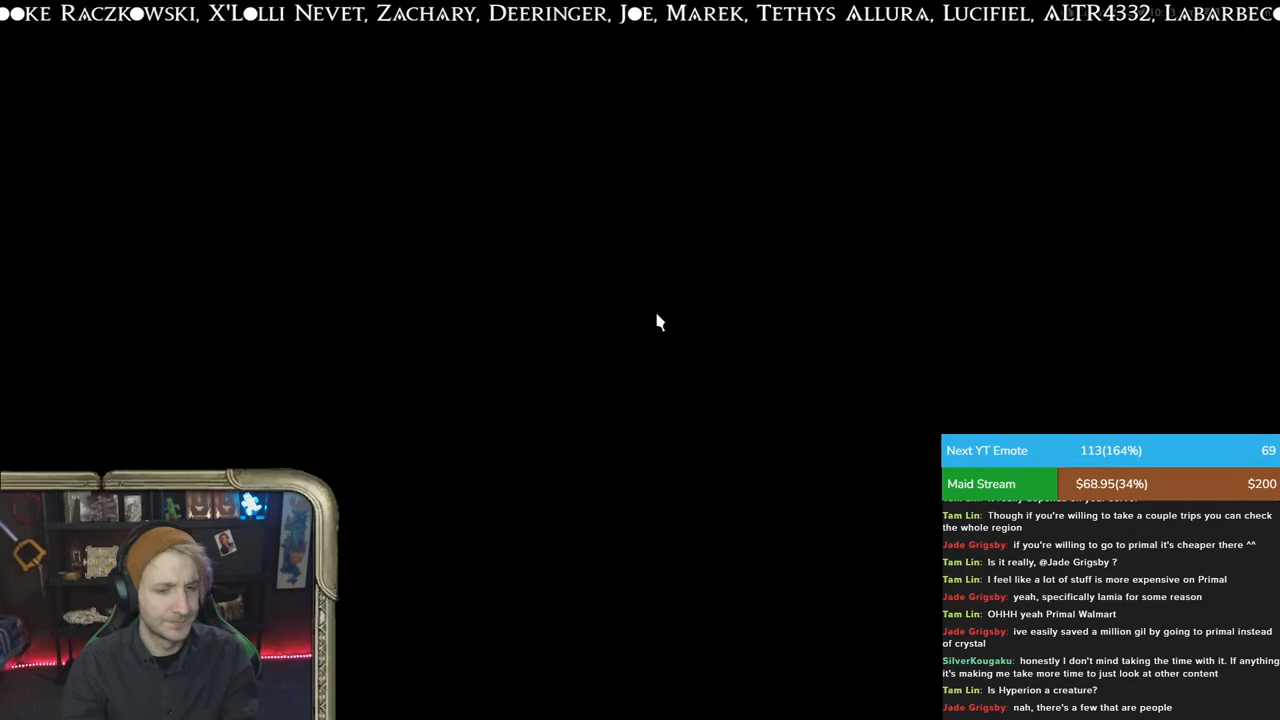 OOKE RACZKOWSKI, X'LOLLI NEVET, ZACHARY, DEERINGER, JOE, MAREK, TETHYS ALLURA, LUCIFIEL, ALTR4332, LABARBECO
Next YT Emote 113(164%) 69
Maid Stream $68.95(34%) $200
Tam Lin: Though if you're willing to take a couple trips you can check
the whole region
Jade Grigsby: if you're willing to go to primal it's cheaper there ^^
Tam Lin: Is it really, @Jade Grigsby ?
Tam Lin: I feel like a lot of stuff is more expensive on Primal
Jade Grigsby: yeah, specifically lamia for some reason
Tam Lin: OHHH yeah Primal Walmart
Jade Grigsby: ive easily saved a million gil by going to primal instead
of crystal
SilverKougaku: honestly I don't mind taking the time with it. If anything
it's making me take more time to just look at other content
Tam Lin: Is Hyperion a creature?
Jade Grigsby: nah, there's a few that are people